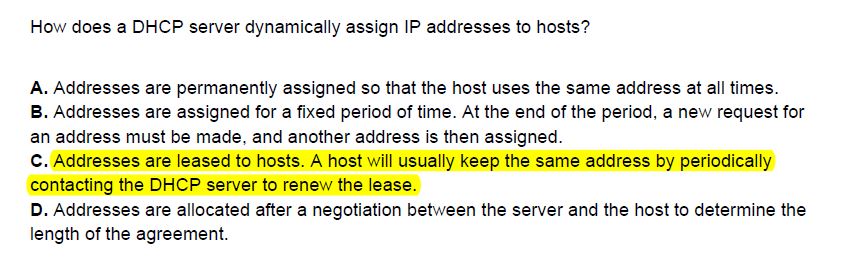 How does a DHCP server dynamically assign IP addresses to hosts?
A. Addresses are permanently assigned so that the host uses the same address at all times.
B. Addresses are assigned for a fixed period of time. At the end of the period, a new request for
an address must be made, and another address is then assigned.
C. Addresses are leased to hosts. A host will usually keep the same address by periodically
contacting the DHCP server to renew the lease.
D. Addresses are allocated after a negotiation between the server and the host to determine the
length of the agreement.